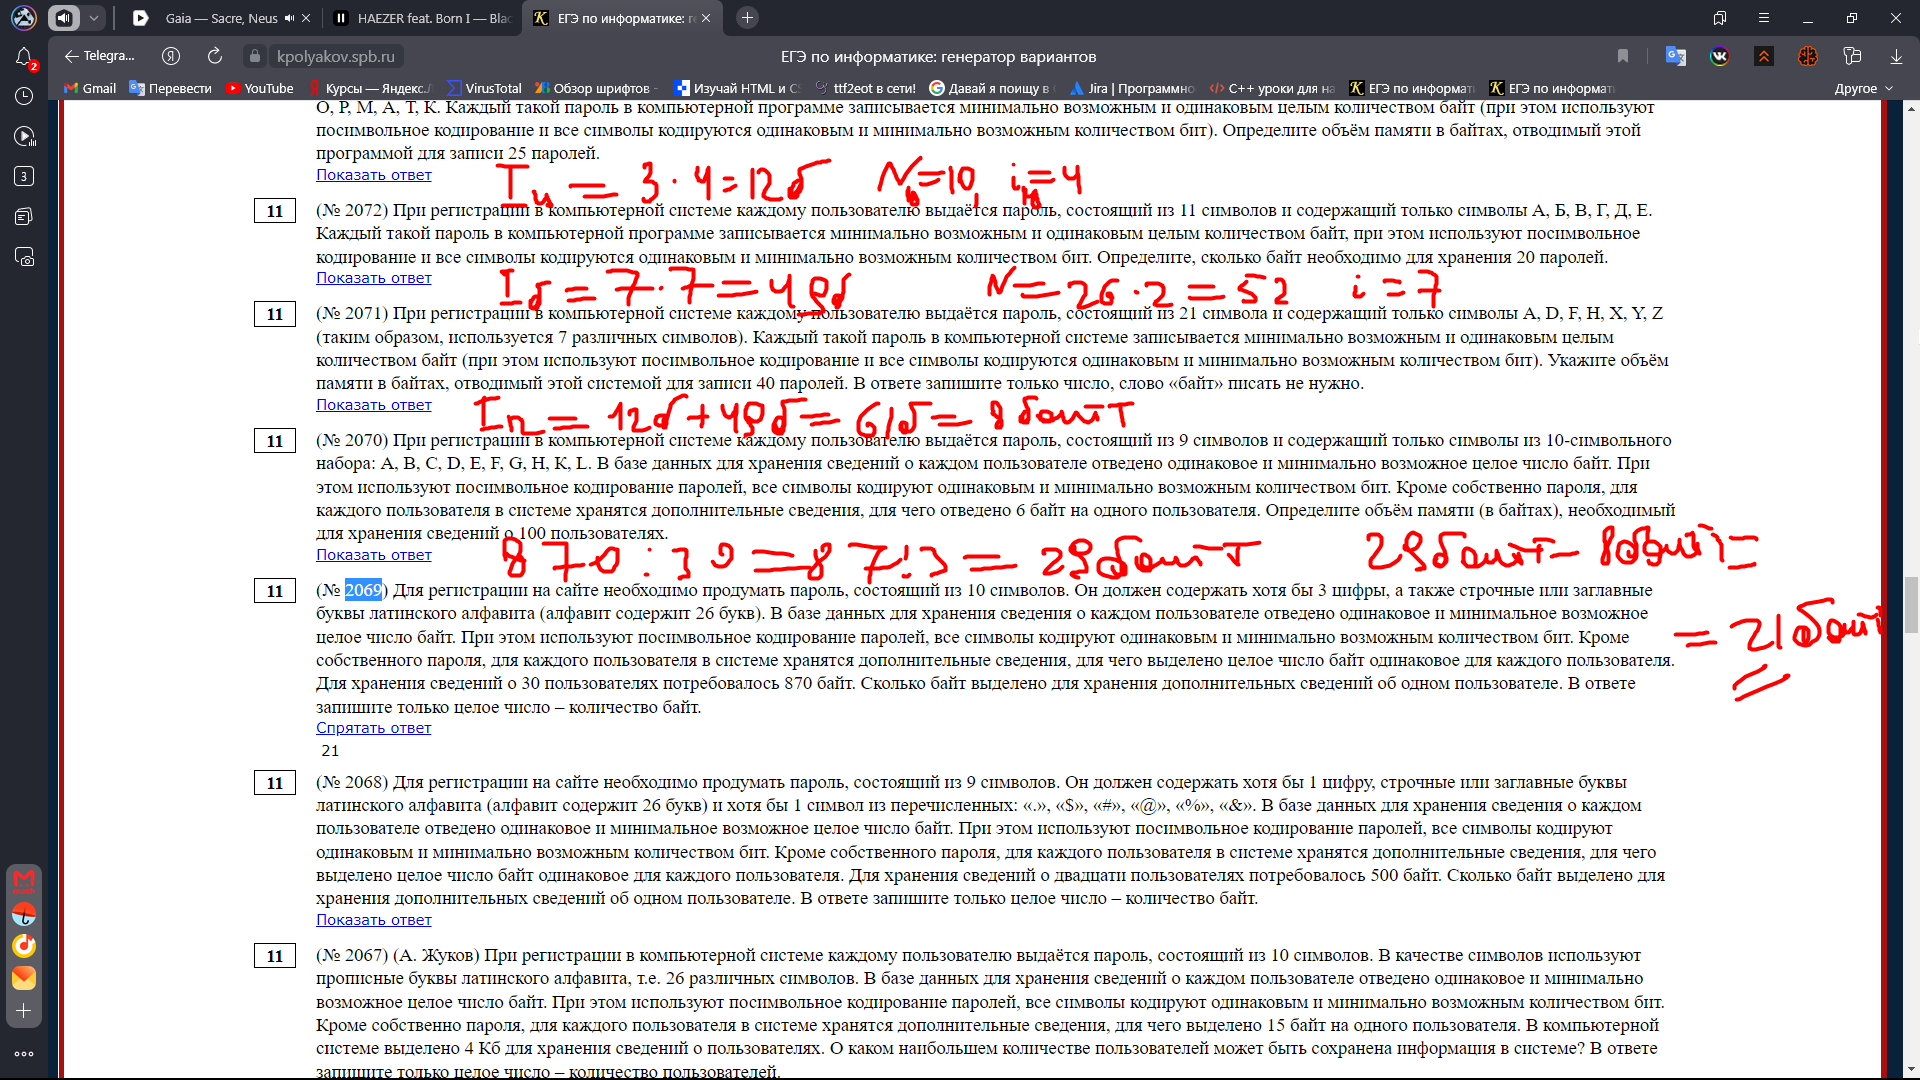 Gaia — Sacre, Neus
HAEZER feat. Born I — Blac
ЕГЭ по информатике: ге
2
Telegra...
kpolyakov.spb.ru
ЕГЭ по информатике: генератор вариантов
Gmail
Перевести
YouTube
Курсы — Яндекс.
VirusTotal
Обзор шрифтов -
Изучай HTML и CS
ttf2eot в сети!
Давай я поищу в
Jira | Программно
C++ уроки для на
ЕГЭ по информати
ЕГЭ по информати
Другое
3
О, Р, М, А, Т, К. Каждый такой пароль в компьютерной программе записывается минимально возможным и одинаковым целым количеством байт (при этом используют
посимвольное кодирование и все символы кодируются одинаковым и минимально возможным количеством бит). Определите объём памяти в байтах, отводимый этой
программой для записи 25 паролей.
Показать ответ
Iц = 3 · 4 = 12б N = 10, i = 4
11
(№ 2072) При регистрации в компьютерной системе каждому пользователю выдаётся пароль, состоящий из 11 символов и содержащий только символы А, Б, В, Г, Д, Е.
Каждый такой пароль в компьютерной программе записывается минимально возможным и одинаковым целым количеством байт, при этом используют посимвольное
кодирование и все символы кодируются одинаковым и минимально возможным количеством бит. Определите, сколько байт необходимо для хранения 20 паролей.
Показать ответ
Iб = 7 · 7 = 49б N = 26 · 2 = 52 i = 7
11
(№ 2071) При регистрации в компьютерной системе каждому пользователю выдаётся пароль, состоящий из 21 символа и содержащий только символы A, D, F, H, X, Y, Z
(таким образом, используется 7 различных символов). Каждый такой пароль в компьютерной системе записывается минимально возможным и одинаковым целым
количеством байт (при этом используют посимвольное кодирование и все символы кодируются одинаковым и минимально возможным количеством бит). Укажите объём
памяти в байтах, отводимый этой системой для записи 40 паролей. В ответе запишите только число, слово «байт» писать не нужно.
Показать ответ
Iп = 12б + 49б = 61б = 8 байт
11
(№ 2070) При регистрации в компьютерной системе каждому пользователю выдаётся пароль, состоящий из 9 символов и содержащий только символы из 10-символьного
набора: A, B, C, D, E, F, G, H, K, L. В базе данных для хранения сведений о каждом пользователе отведено одинаковое и минимально возможное целое число байт. При
этом используют посимвольное кодирование паролей, все символы кодируют одинаковым и минимально возможным количеством бит. Кроме собственно пароля, для
каждого пользователя в системе хранятся дополнительные сведения, для чего отведено 6 байт на одного пользователя. Определите объём памяти (в байтах), необходимый
для хранения сведений о 100 пользователях.
Показать ответ
870 : 30 = 87 : 3 = 29 байт 29 байт - 8 байт =
11
(№ 2069) Для регистрации на сайте необходимо продумать пароль, состоящий из 10 символов. Он должен содержать хотя бы 3 цифры, а также строчные или заглавные
буквы латинского алфавита (алфавит содержит 26 букв). В базе данных для хранения сведений о каждом пользователе отведено одинаковое и минимальное возможное
целое число байт. При этом используют посимвольное кодирование паролей, все символы кодируют одинаковым и минимально возможным количеством бит. Кроме
= 21 байт
собственного пароля, для каждого пользователя в системе хранятся дополнительные сведения, для чего выделено целое число байт одинаковое для каждого пользователя.
Для хранения сведений о 30 пользователях потребовалось 870 байт. Сколько байт выделено для хранения дополнительных сведений об одном пользователе. В ответе
запишите только целое число – количество байт.
Спрятать ответ
21
11
(№ 2068) Для регистрации на сайте необходимо продумать пароль, состоящий из 9 символов. Он должен содержать хотя бы 1 цифру, строчные или заглавные буквы
латинского алфавита (алфавит содержит 26 букв) и хотя бы 1 символ из перечисленных: «.», «$», «#», «@», «%», «&». В базе данных для хранения сведения о каждом
пользователе отведено одинаковое и минимальное возможное целое число байт. При этом используют посимвольное кодирование паролей, все символы кодируют
одинаковым и минимально возможным количеством бит. Кроме собственного пароля, для каждого пользователя в системе хранятся дополнительные сведения, для чего
выделено целое число байт одинаковое для каждого пользователя. Для хранения сведений о двадцати пользователях потребовалось 500 байт. Сколько байт выделено для
хранения дополнительных сведений об одном пользователе. В ответе запишите только целое число – количество байт.
Показать ответ
11
(№ 2067) (А. Жуков) При регистрации в компьютерной системе каждому пользователю выдаётся пароль, состоящий из 10 символов. В качестве символов используют
прописные буквы латинского алфавита, т.е. 26 различных символов. В базе данных для хранения сведений о каждом пользователе отведено одинаковое и минимально
возможное целое число байт. При этом используют посимвольное кодирование паролей, все символы кодируют одинаковым и минимально возможным количеством бит.
Кроме собственно пароля, для каждого пользователя в системе хранятся дополнительные сведения, для чего выделено 15 байт на одного пользователя. В компьютерной
системе выделено 4 Кб для хранения сведений о пользователях. О каком наибольшем количестве пользователей может быть сохранена информация в системе? В ответе
запишите только целое число – количество пользователей.